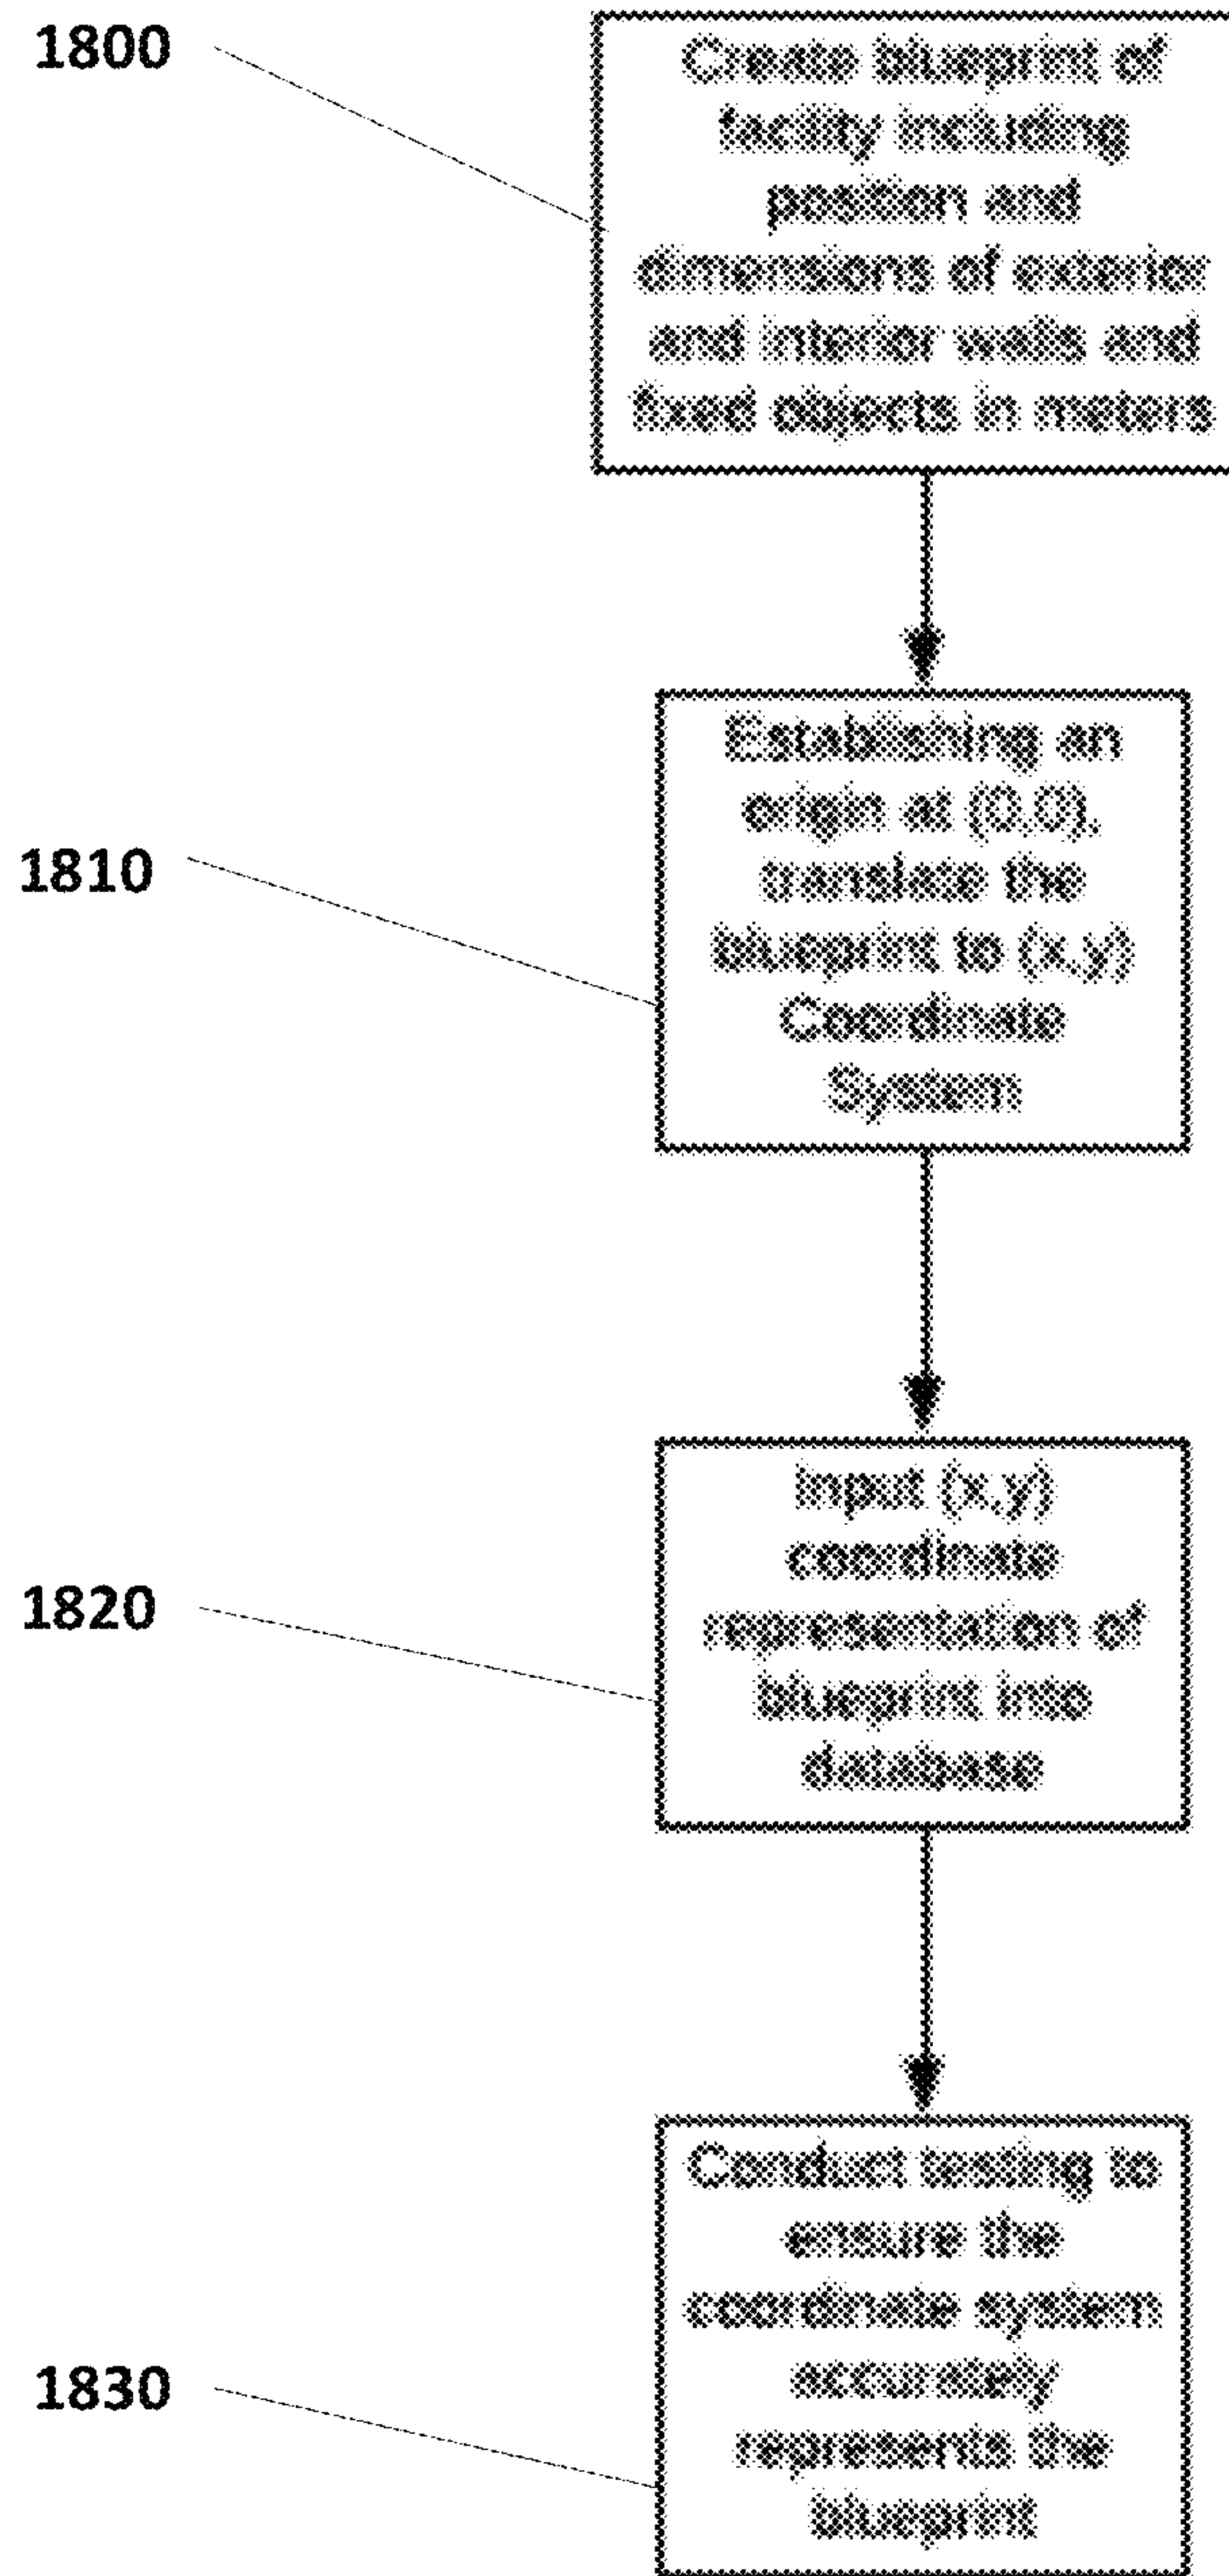 1800
Create blueprint of
facility including
position and
dimensions of exterior
and interior walls and
fixed objects in meters
1810
Establishing an
origin at (0,0),
translate the
blueprint to (x,y)
Coordinate
System
1820
Input (x,y)
coordinate
representation of
blueprint into
database
1830
Conduct testing to
ensure the
coordinate system
accurately
represents the
blueprint